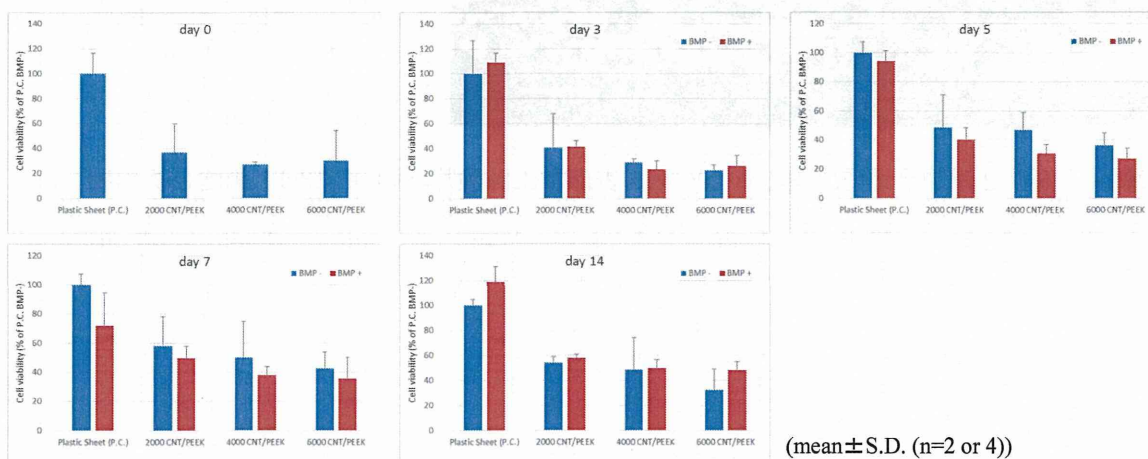 day 0
Cell viability (% of P.C. BMP-)
140
120
100
80
60
40
20
0
Plastic Sheet (P.C.) 2000 CNT/PEEK 4000 CNT/PEEK 6000 CNT/PEEK
day 3
BMP - BMP +
Cell viability (% of P.C. BMP-)
140
120
100
80
60
40
20
0
Plastic Sheet (P.C.) 2000 CNT/PEEK 4000 CNT/PEEK 6000 CNT/PEEK
day 5
BMP - BMP +
Cell viability (% of P.C. BMP-)
120
100
80
60
40
20
0
Plastic Sheet (P.C.) 2000 CNT/PEEK 4000 CNT/PEEK 6000 CNT/PEEK
day 7
BMP - BMP +
Cell viability (% of P.C. BMP-)
120
100
80
60
40
20
0
Plastic Sheet (P.C.) 2000 CNT/PEEK 4000 CNT/PEEK 6000 CNT/PEEK
day 14
BMP - BMP +
Cell viability (% of P.C. BMP-)
140
120
100
80
60
40
20
0
Plastic Sheet (P.C.) 2000 CNT/PEEK 4000 CNT/PEEK 6000 CNT/PEEK
(mean±S.D. (n=2 or 4))